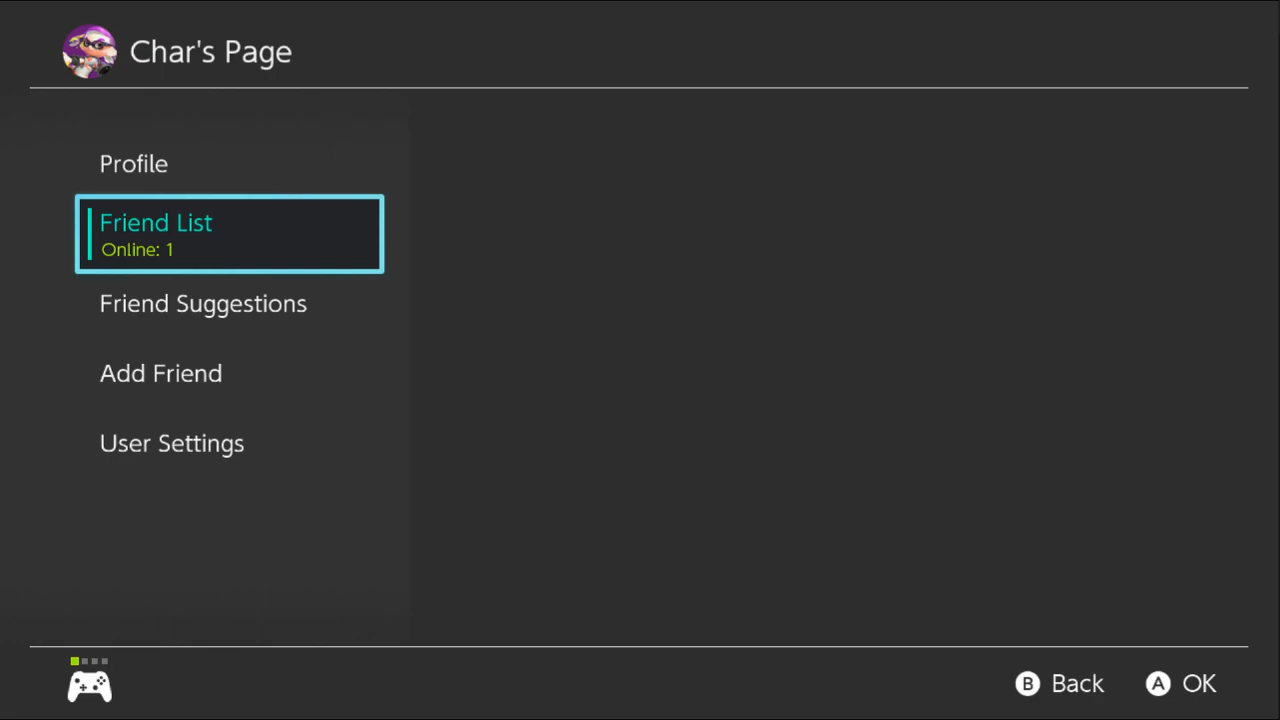 Char's Page
Profile
Friend List
Online: 1
Friend Suggestions
Add Friend
User Settings
B Back A OK